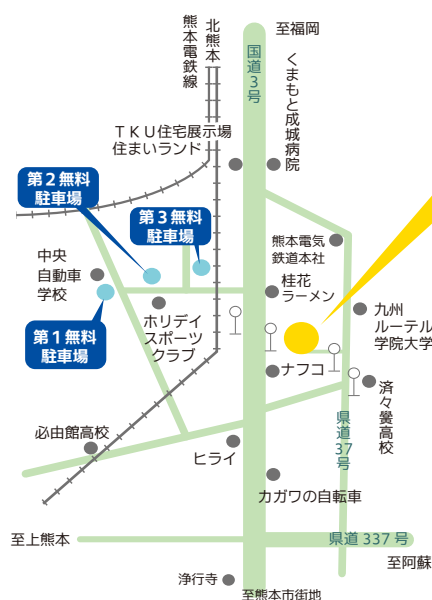 至福岡
国道3号
北熊本
熊本電鉄線
くまもと成城病院
TKU住宅展示場
住まいランド
第2無料
駐車場
第3無料
駐車場
熊本電気
鉄道本社
中央
自動車
学校
桂花
ラーメン
九州
ルーテル
学院大学
ホリデイ
スポーツ
クラブ
第1無料
駐車場
ナフコ
済々黌高校
県道37号
必由館高校
ヒライ
カガワの自転車
至上熊本
県道337号
至阿蘇
浄行寺
至熊本市街地